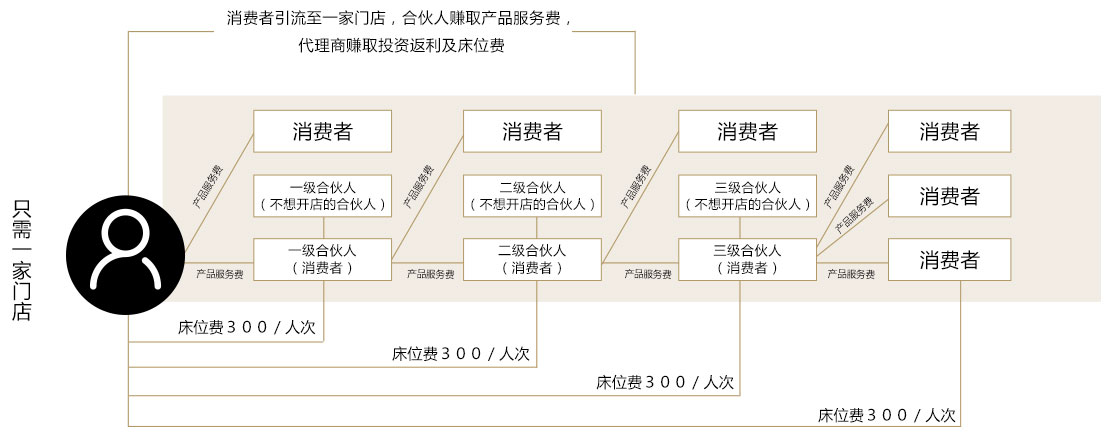 消费者引流至一家门店，合伙人赚取产品服务费，
代理商赚取投资返利及床位费
只需一家门店
消费者
消费者
消费者
消费者
产品服务费
产品服务费
产品服务费
产品服务费
一级合伙人
（不想开店的合伙人）
二级合伙人
（不想开店的合伙人）
三级合伙人
（不想开店的合伙人）
消费者
产品服务费
产品服务费
一级合伙人
（消费者）
产品服务费
二级合伙人
（消费者）
产品服务费
三级合伙人
（消费者）
产品服务费
消费者
床位费３００／人次
床位费３００／人次
床位费３００／人次
床位费３００／人次